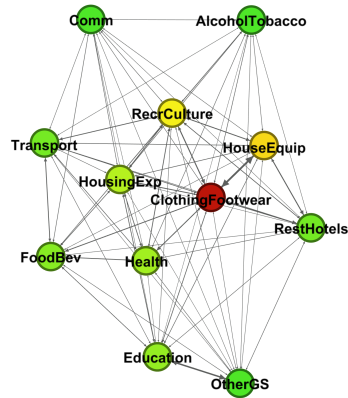 Comm
AlcoholTobacco
RecrCulture
Transport
HouseEquip
HousingExp
ClothingFootwear
RestHotels
FoodBev
Health
Education
OtherGS